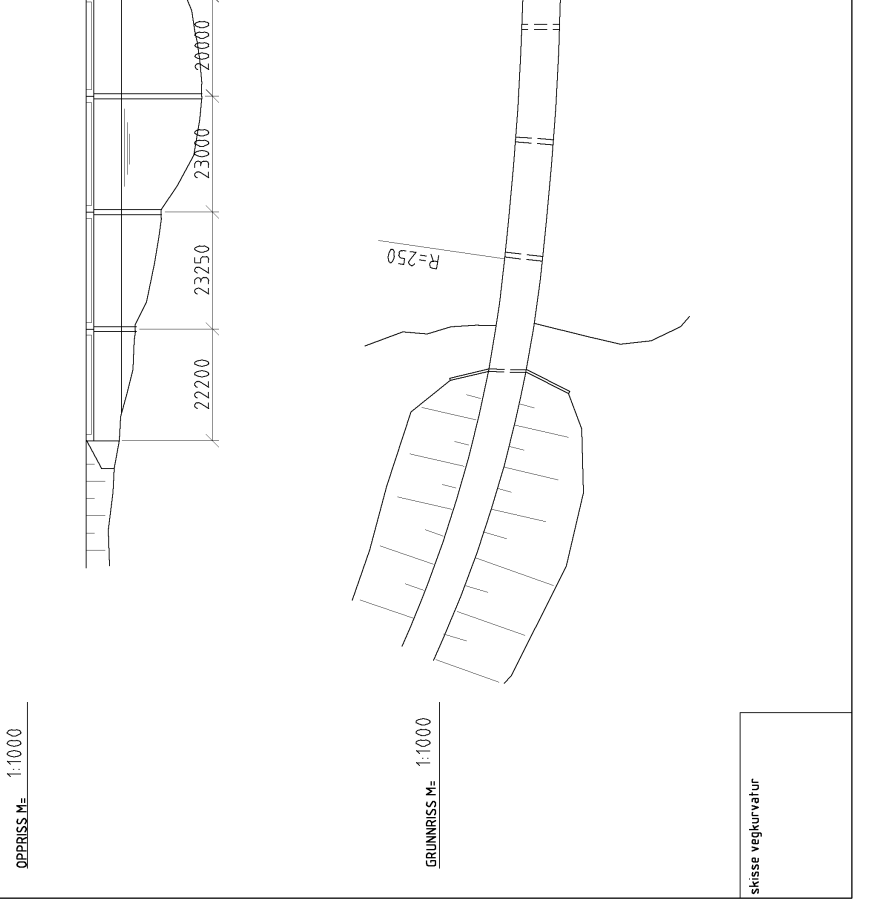 20000
23000
23250
22200
R=250
OPPRISS M= 1:1000
GRUNNRISS M= 1:1000
skisse vegkurvatur